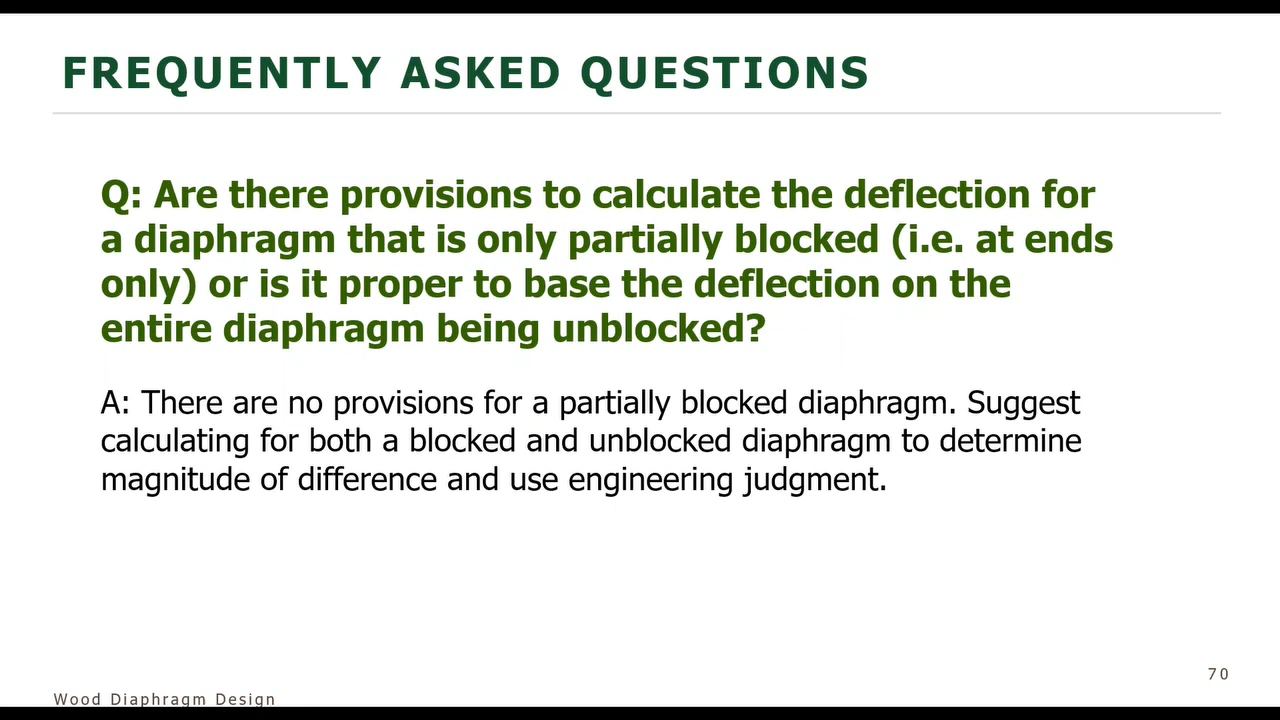 FREQUENTLY ASKED QUESTIONS
Q: Are there provisions to calculate the deflection for
a diaphragm that is only partially blocked (i.e. at ends
only) or is it proper to base the deflection on the
entire diaphragm being unblocked?
A: There are no provisions for a partially blocked diaphragm. Suggest
calculating for both a blocked and unblocked diaphragm to determine
magnitude of difference and use engineering judgment.
70
Wood Diaphragm Design